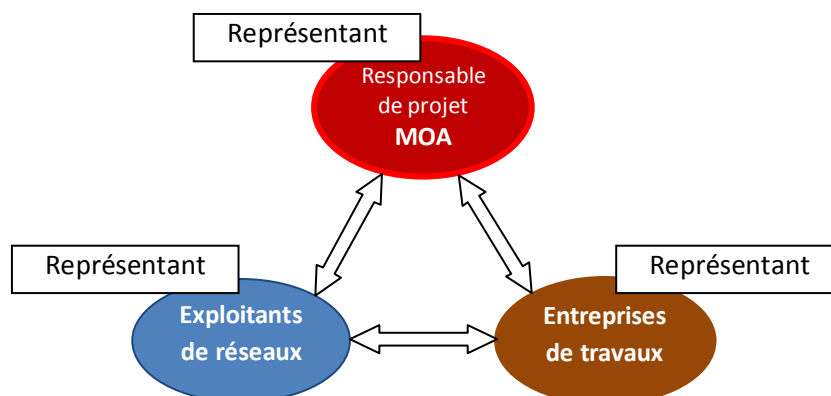 Représentant
Responsable
de projet
MOA
Représentant
Représentant
Exploitants
de réseaux
Entreprises
de travaux